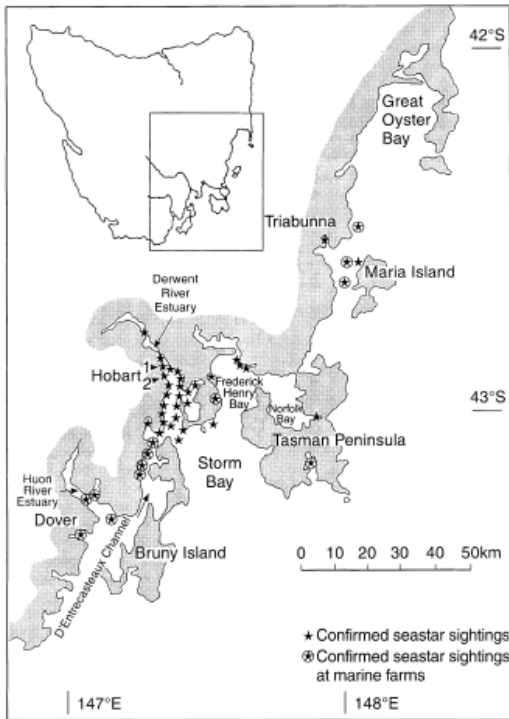 42°S
Great
Oyster
Bay
Triabunna
Maria Island
Derwent
River
Estuary
1
Hobart
2
Frederick
Henry
Bay
Norfolk
Bay
43°S
Tasman Peninsula
Storm
Bay
Huon
River
Estuary
Dover
D'Entrecasteaux Channel
Bruny Island
0 10 20 30 40 50km
Confirmed seastar sightings
Confirmed seastar sightings
at marine farms
147°E
148°E